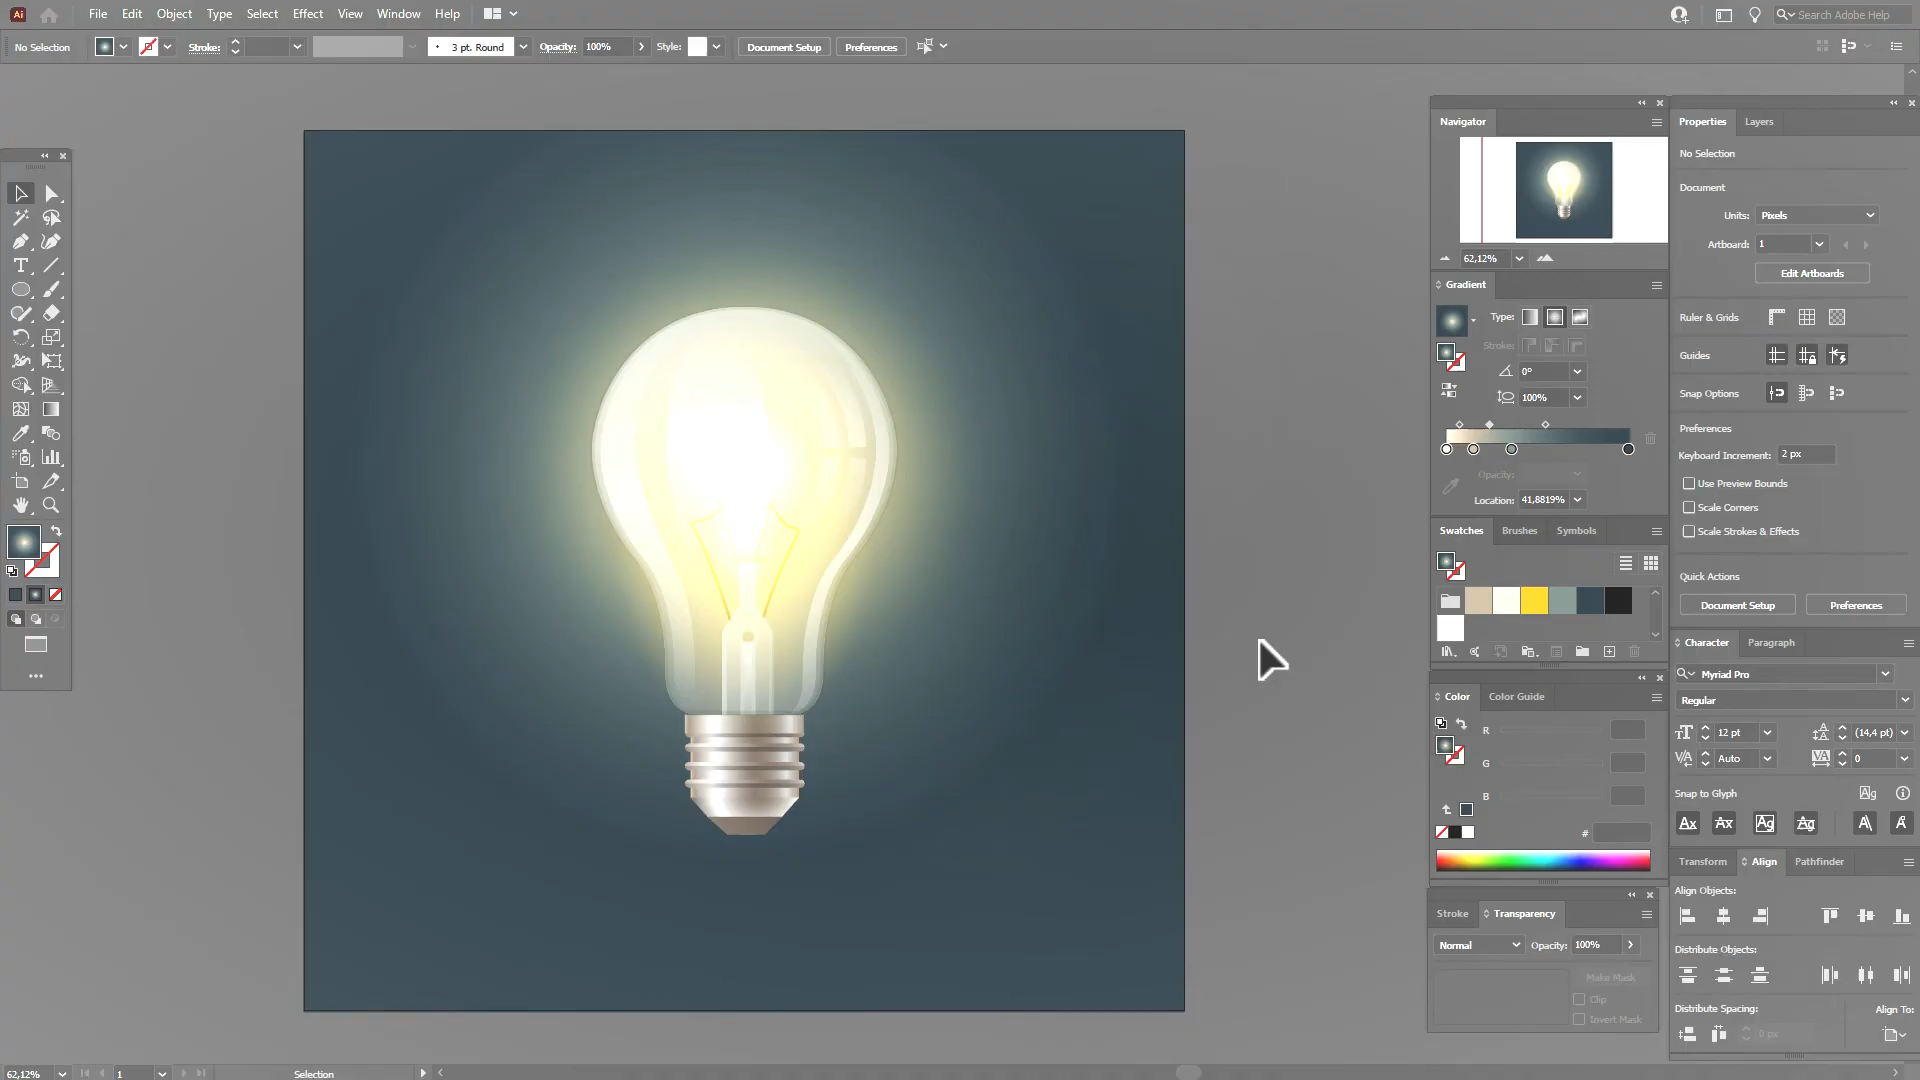 Ai File Edit Object Type Select Effect View Window Help
Search Adobe Help
No Selection Stroke: 3 pt. Round Opacity: 100% Style: Document Setup Preferences
Navigator
62,12%
Gradient
Type:
Stroke:
0°
100%
Opacity:
Location: 41,8819%
Swatches Brushes Symbols
Color Color Guide
R
G
B
#
Stroke Transparency
Normal Opacity: 100%
Make Mask
Clip
Invert Mask
Properties Layers
No Selection
Document
Units: Pixels
Artboard: 1
Edit Artboards
Ruler & Grids
Guides
Snap Options
Preferences
Keyboard Increment: 2 px
Use Preview Bounds
Scale Corners
Scale Strokes & Effects
Quick Actions
Document Setup Preferences
Character Paragraph
Myriad Pro
Regular
12 pt (14,4 pt)
Auto 0
Snap to Glyph
Transform Align Pathfinder
Align Objects:
Distribute Objects:
Distribute Spacing: Align To:
0 px
62,12% 1 Selection